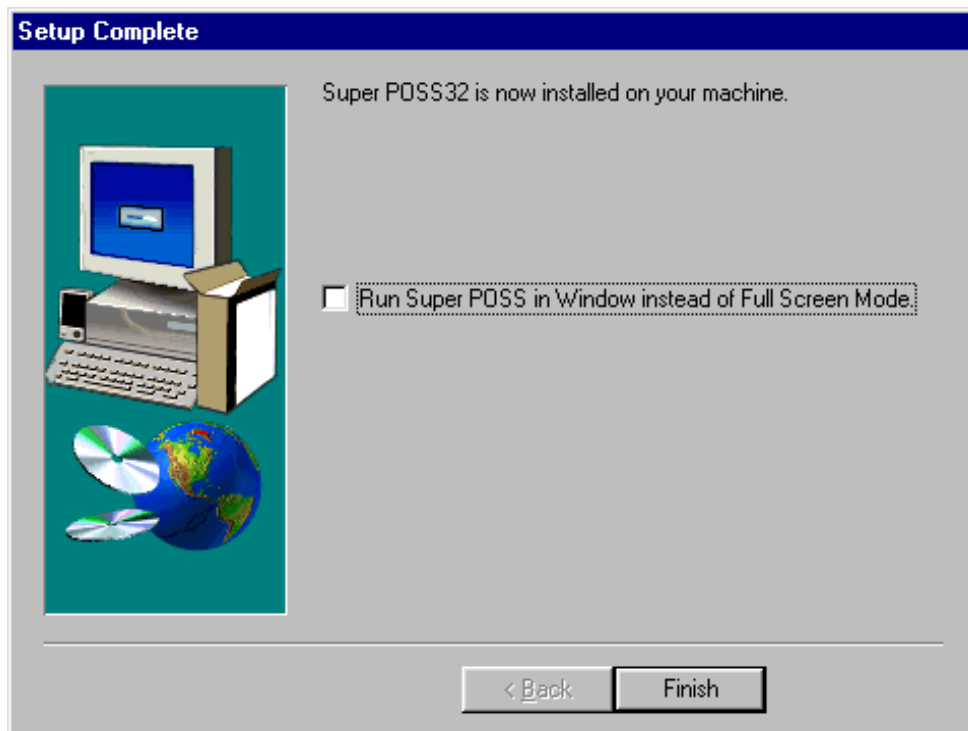 Setup Complete
Super POSS32 is now installed on your machine.
Run Super POSS in Window instead of Full Screen Mode.
< Back
Finish